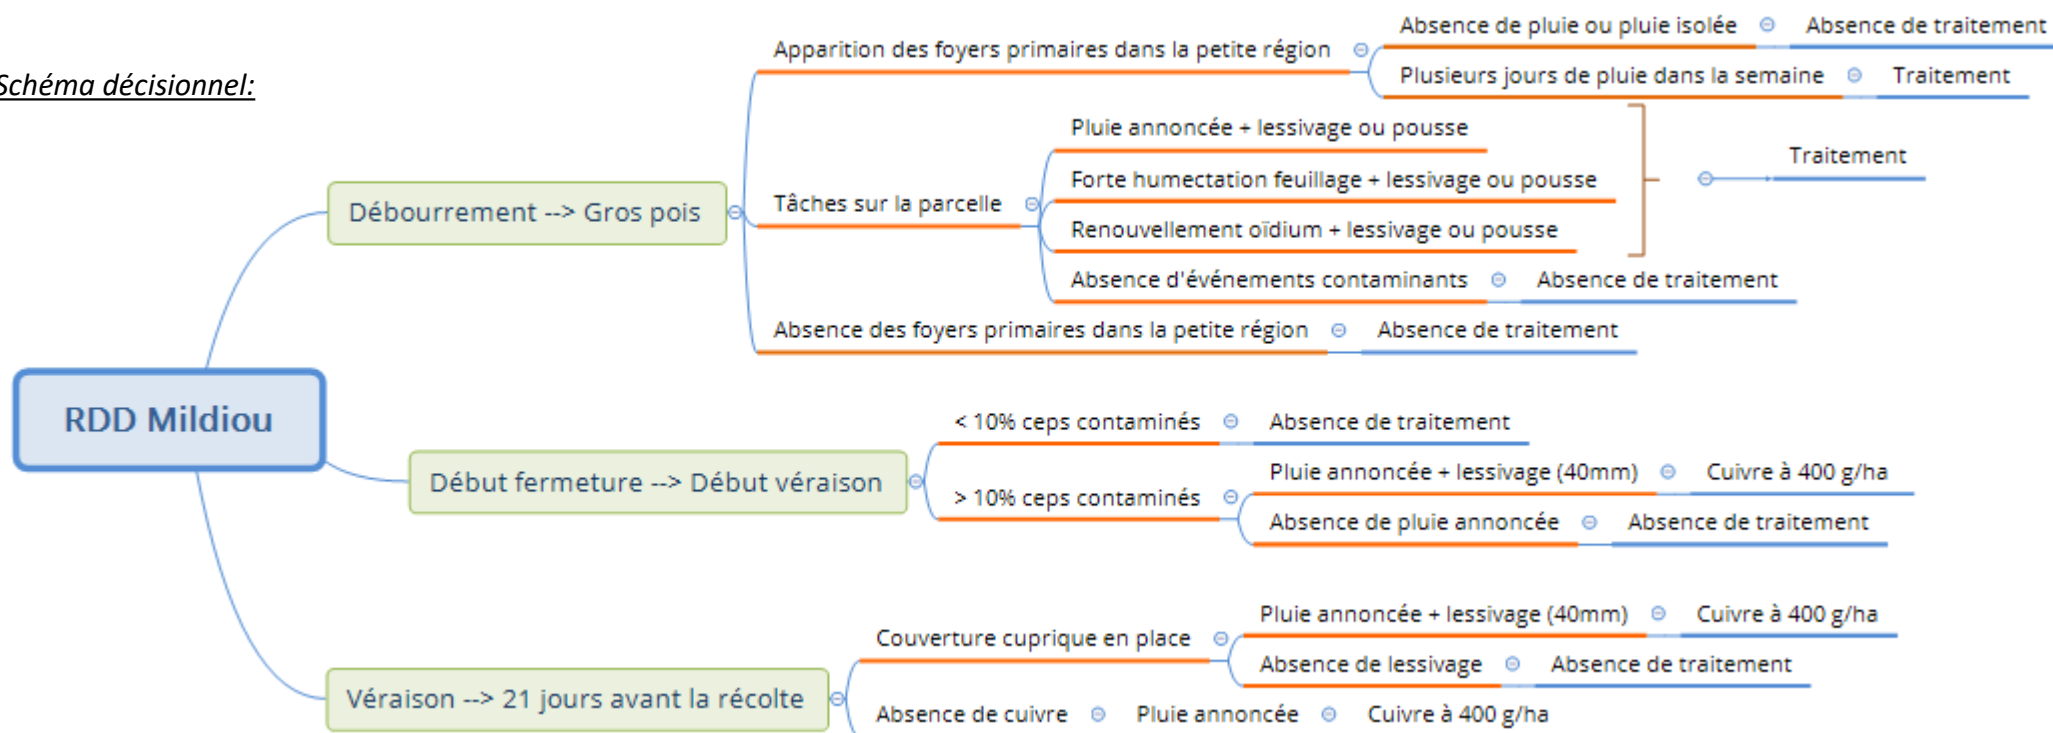 Schéma décisionnel:
RDD Mildiou
Débourrement --> Gros pois
Apparition des foyers primaires dans la petite région
Absence de pluie ou pluie isolée
Absence de traitement
Plusieurs jours de pluie dans la semaine
Traitement
Tâches sur la parcelle
Pluie annoncée + lessivage ou pousse
Forte humectation feuillage + lessivage ou pousse
Renouvellement oïdium + lessivage ou pousse
Traitement
Absence d'événements contaminants
Absence de traitement
Absence des foyers primaires dans la petite région
Absence de traitement
Début fermeture --> Début véraison
< 10% ceps contaminés
Absence de traitement
> 10% ceps contaminés
Pluie annoncée + lessivage (40mm)
Cuivre à 400 g/ha
Absence de pluie annoncée
Absence de traitement
Véraison --> 21 jours avant la récolte
Couverture cuprique en place
Pluie annoncée + lessivage (40mm)
Cuivre à 400 g/ha
Absence de lessivage
Absence de traitement
Absence de cuivre
Pluie annoncée
Cuivre à 400 g/ha